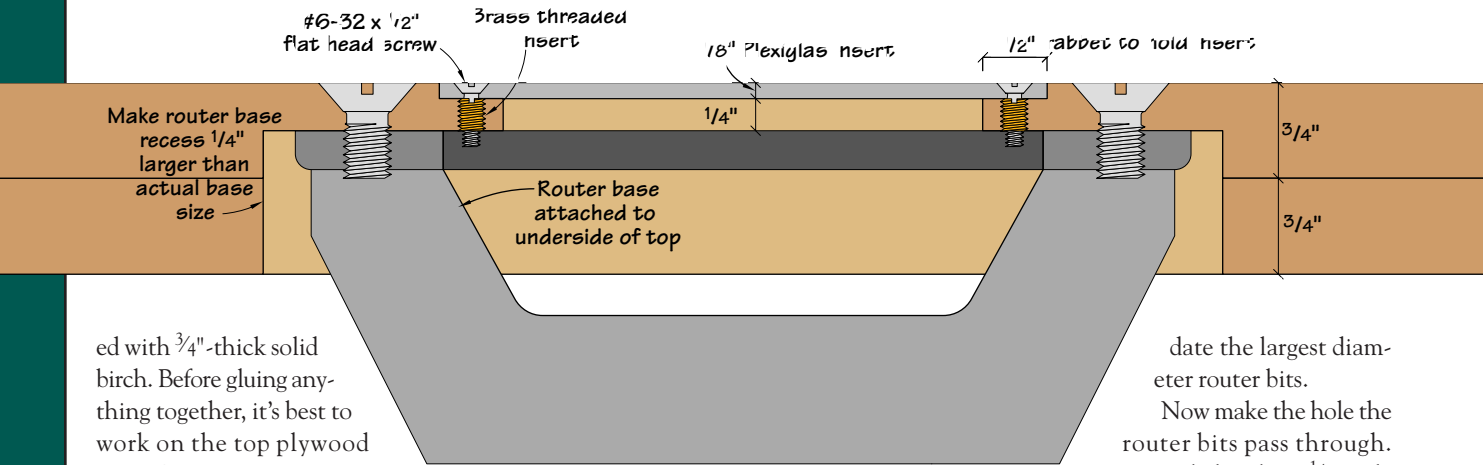 #6-32 x 1/2"
flat head screw
Brass threaded
insert
1/8" Plexiglas insert
1/2" rabbet to hold insert
Make router base
recess 1/4"
larger than
actual base
size
1/4"
3/4"
3/4"
Router base
attached to
underside of top
ed with 3/4"-thick solid
birch. Before gluing any-
thing together, it's best to
work on the top plywood
date the largest diam-
eter router bits.
Now make the hole the
router bits pass through.